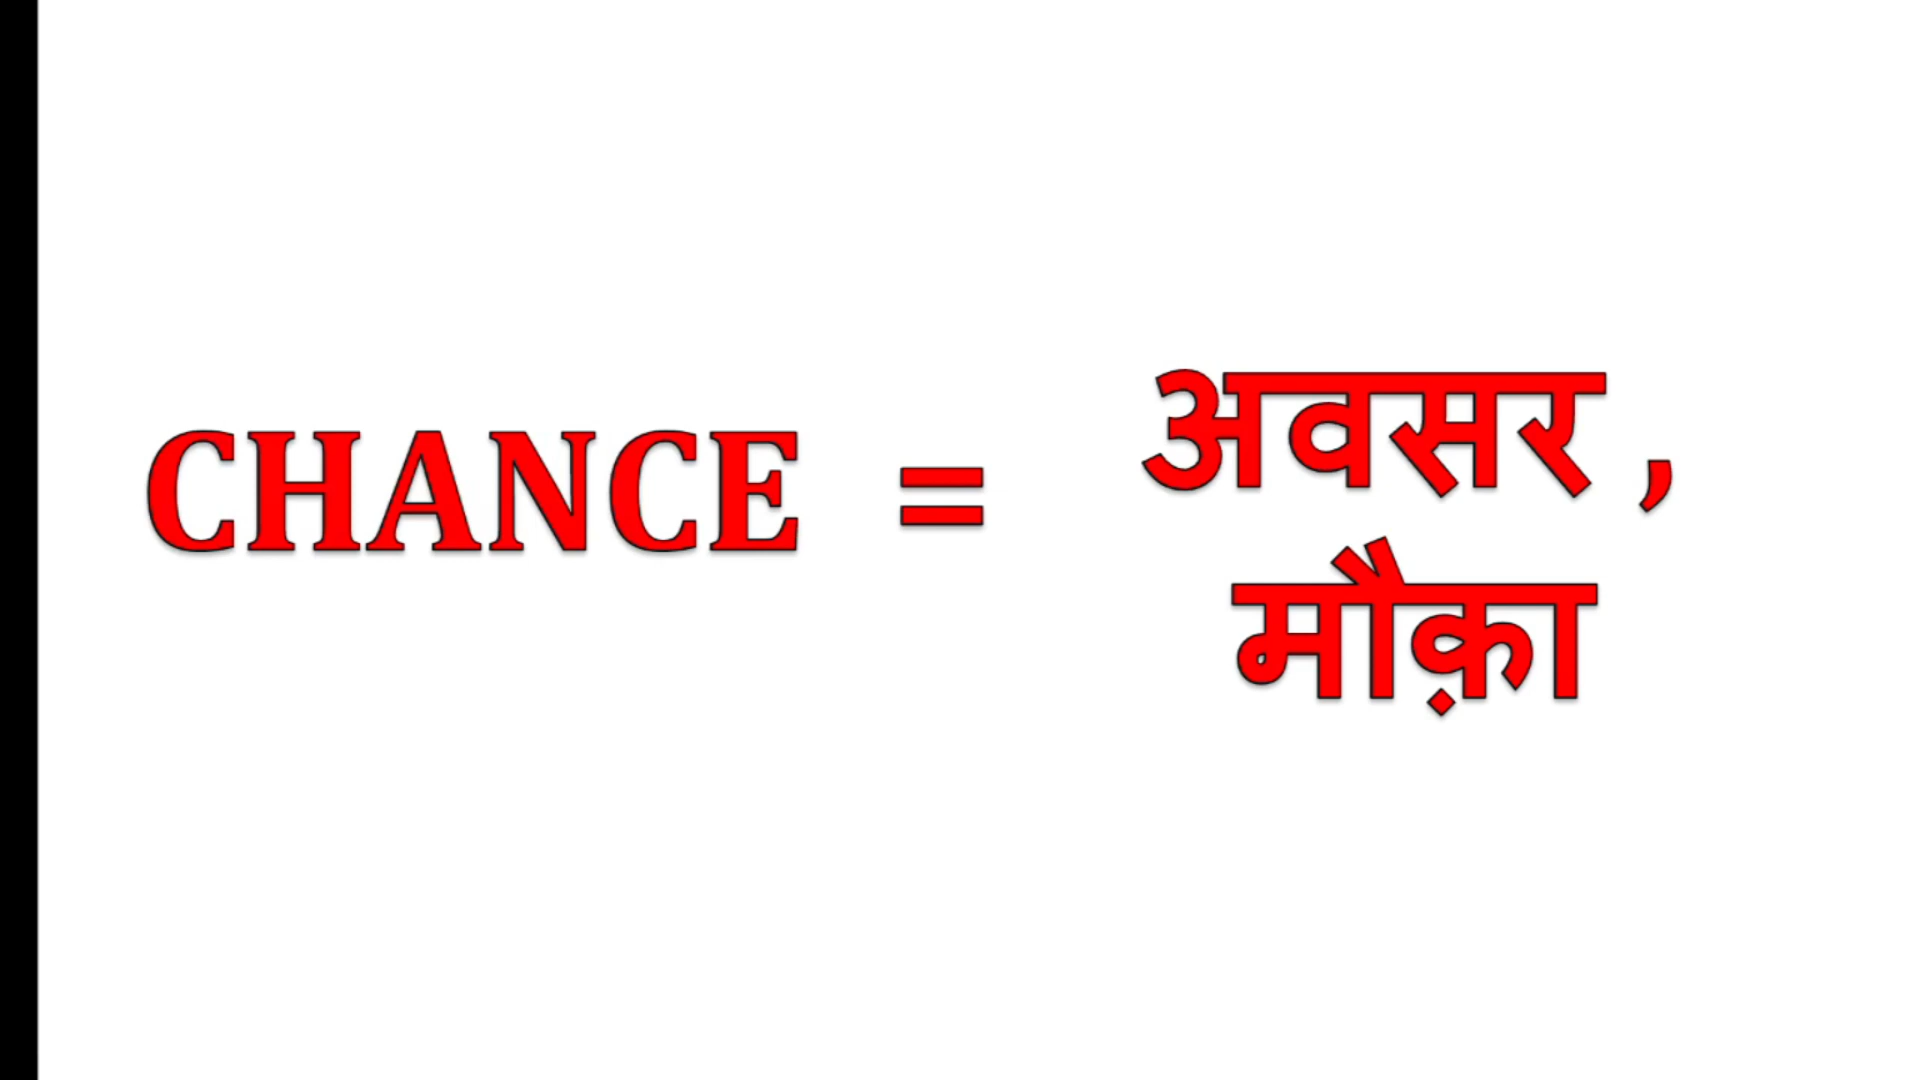 CHANCE = अवसर ,
मौक़ा